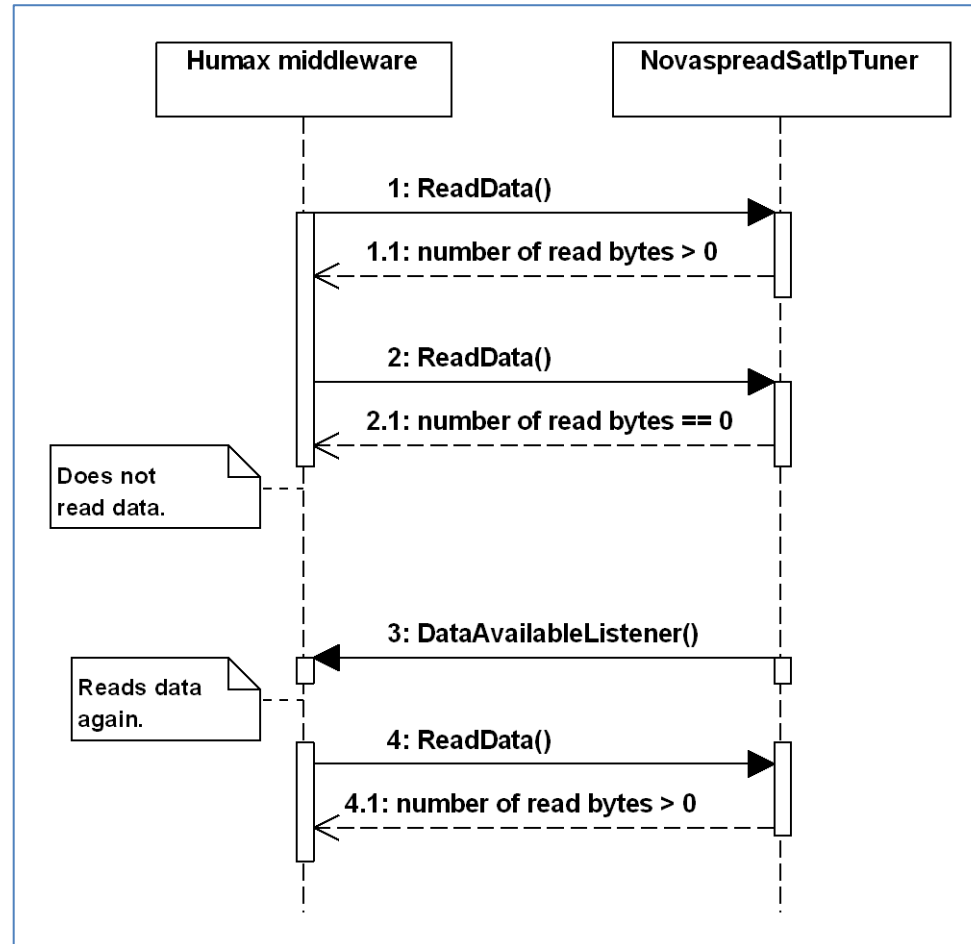 Humax middleware
NovaspreadSatIpTuner
1: ReadData()
1.1: number of read bytes > 0
2: ReadData()
2.1: number of read bytes == 0
Does not
read data.
3: DataAvailableListener()
Reads data
again.
4: ReadData()
4.1: number of read bytes > 0